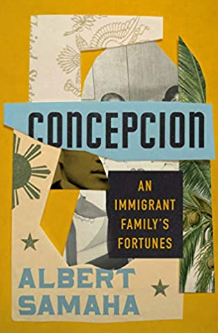 CONCEPCION
AN
IMMIGRANT
FAMILY'S
FORTUNES
ALBERT
SAMAHA